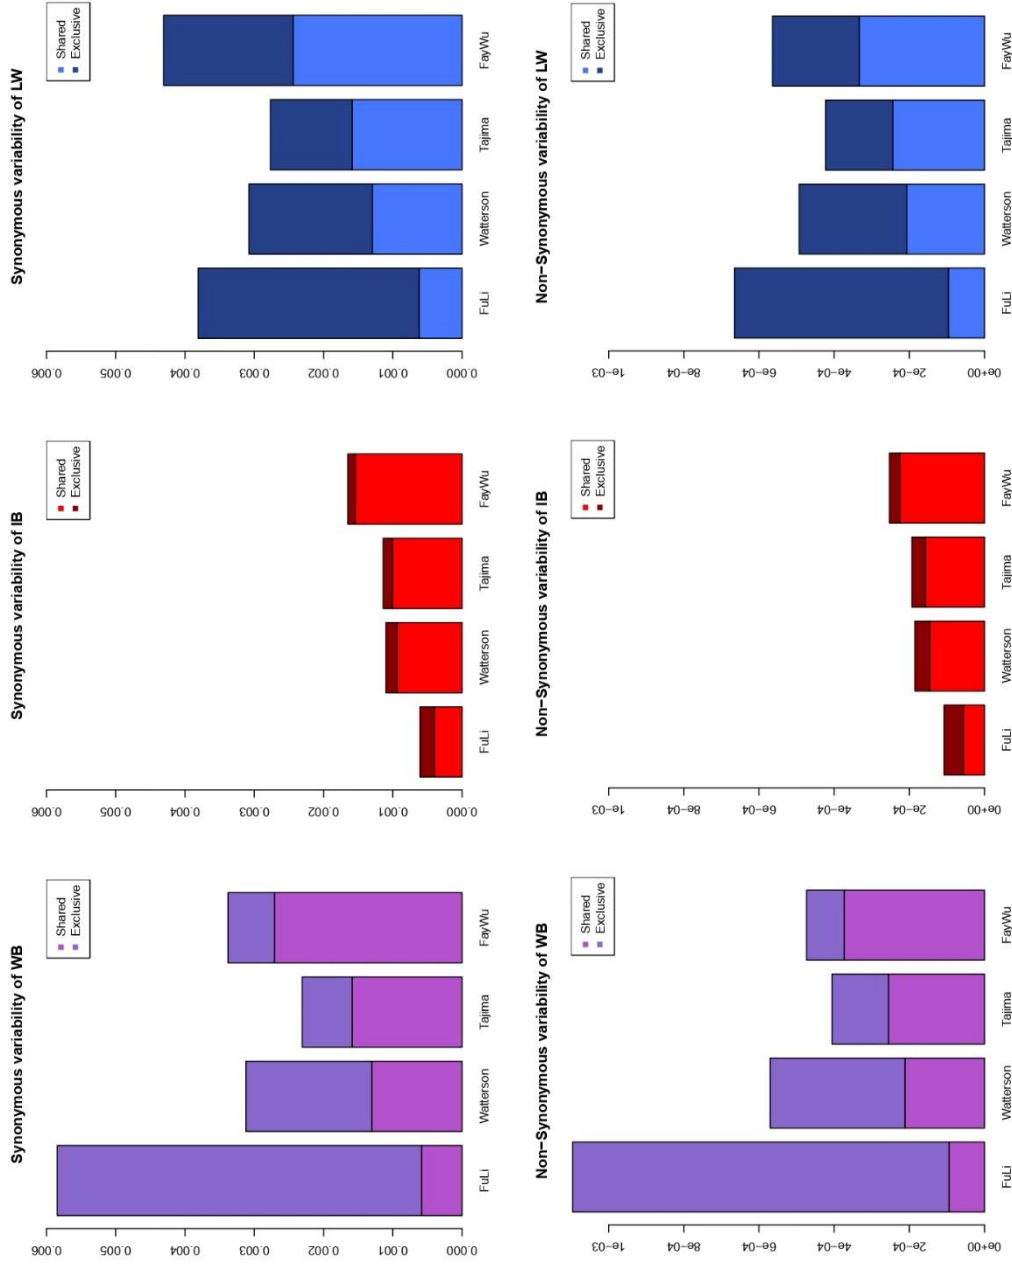 Synonymous variability of WB
Shared
Exclusive
0.006
0.005
0.004
0.003
0.002
0.001
0.000
FuLi
Watterson
Tajima
FayWu
Synonymous variability of IB
Shared
Exclusive
0.006
0.005
0.004
0.003
0.002
0.001
0.000
FuLi
Watterson
Tajima
FayWu
Synonymous variability of LW
Shared
Exclusive
0.006
0.005
0.004
0.003
0.002
0.001
0.000
FuLi
Watterson
Tajima
FayWu
Non−Synonymous variability of WB
Shared
Exclusive
1e−03
8e−04
6e−04
4e−04
2e−04
0e+00
FuLi
Watterson
Tajima
FayWu
Non−Synonymous variability of IB
Shared
Exclusive
1e−03
8e−04
6e−04
4e−04
2e−04
0e+00
FuLi
Watterson
Tajima
FayWu
Non−Synonymous variability of LW
Shared
Exclusive
1e−03
8e−04
6e−04
4e−04
2e−04
0e+00
FuLi
Watterson
Tajima
FayWu